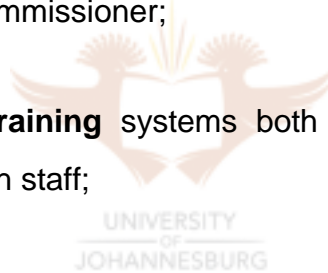 mmissioner;
raining systems both
n staff;
UNIVERSITY
OF
JOHANNESBURG